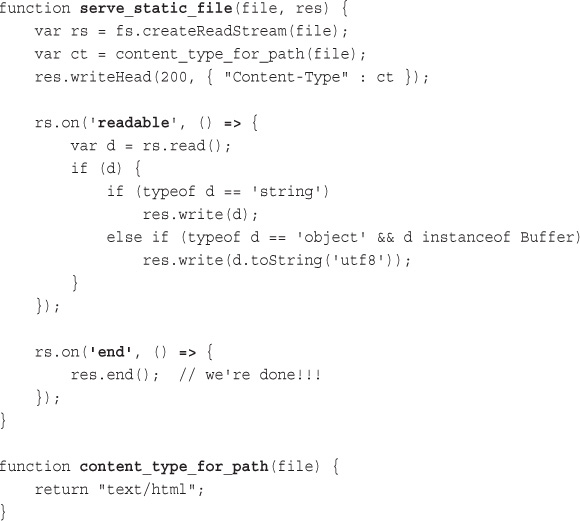 function serve_static_file(file, res) {
    var rs = fs.createReadStream(file);
    var ct = content_type_for_path(file);
    res.writeHead(200, { "Content-Type" : ct });

    rs.on('readable', () => {
        var d = rs.read();
        if (d) {
            if (typeof d == 'string')
                res.write(d);
            else if (typeof d == 'object' && d instanceof Buffer)
                res.write(d.toString('utf8'));
        }
    });

    rs.on('end', () => {
        res.end();  // we're done!!!
    });
}

function content_type_for_path(file) {
    return "text/html";
}